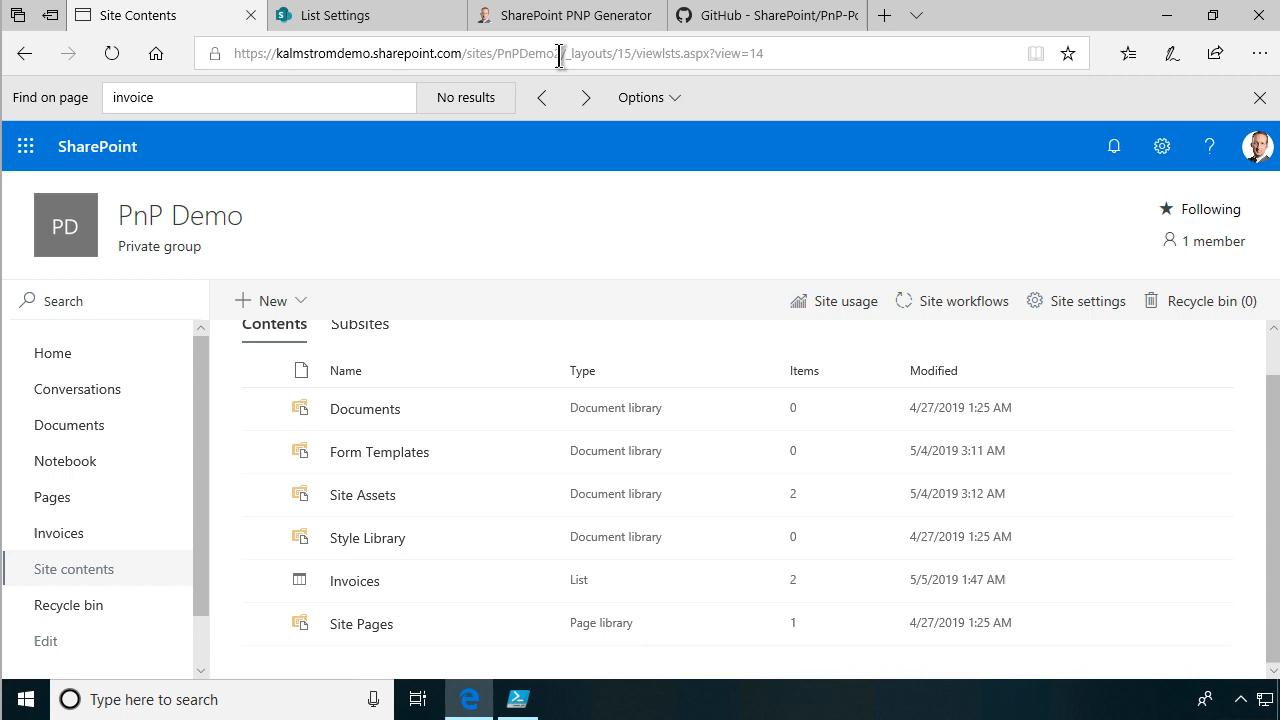 Site Contents
List Settings
SharePoint PNP Generator
GitHub - SharePoint/PnP-Po
https://kalmstromdemo.sharepoint.com/sites/PnPDemo2/_layouts/15/viewlsts.aspx?view=14
Find on page
invoice
No results
Options
SharePoint
?
PD
PnP Demo
Private group
Following
1 member
Search
New
Site usage
Site workflows
Site settings
Recycle bin (0)
Home
Conversations
Documents
Notebook
Pages
Invoices
Site contents
Recycle bin
Edit
Contents Subsites
Name Type Items Modified
Documents Document library 0 4/27/2019 1:25 AM
Form Templates Document library 0 5/4/2019 3:11 AM
Site Assets Document library 2 5/4/2019 3:12 AM
Style Library Document library 0 4/27/2019 1:25 AM
Invoices List 2 5/5/2019 1:47 AM
Site Pages Page library 1 4/27/2019 1:25 AM
Type here to search